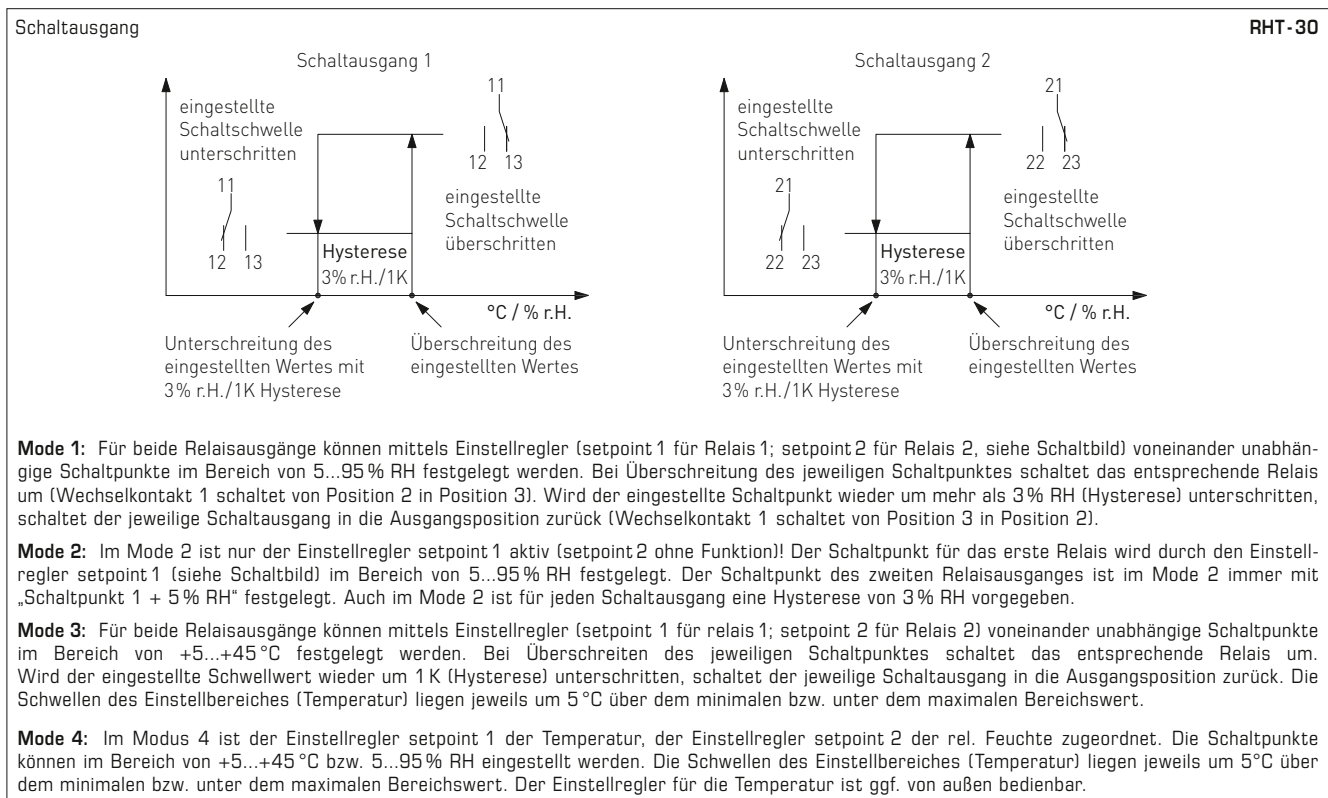 Schaltausgang
RHT-30
Schaltausgang 1
11
eingestellte
Schaltschwelle
unterschritten
12 13
11
eingestellte
Schaltschwelle
überschritten
12 13
Hysterese
3% r.H./1K
°C / % r.H.
Unterschreitung des
eingestellten Wertes mit
3% r.H./1K Hysterese
Überschreitung des
eingestellten Wertes
Schaltausgang 2
21
eingestellte
Schaltschwelle
unterschritten
22 23
21
eingestellte
Schaltschwelle
überschritten
22 23
Hysterese
3% r.H./1K
°C / % r.H.
Unterschreitung des
eingestellten Wertes mit
3% r.H./1K Hysterese
Überschreitung des
eingestellten Wertes
Mode 1: Für beide Relaisausgänge können mittels Einstellregler (setpoint 1 für Relais 1; setpoint 2 für Relais 2, siehe Schaltbild) voneinander unabhän-
gige Schaltpunkte im Bereich von 5...95 % RH festgelegt werden. Bei Überschreitung des jeweiligen Schaltpunktes schaltet das entsprechende Relais
um (Wechselkontakt 1 schaltet von Position 2 in Position 3). Wird der eingestellte Schaltpunkt wieder um mehr als 3 % RH (Hysterese) unterschritten,
schaltet der jeweilige Schaltausgang in die Ausgangsposition zurück (Wechselkontakt 1 schaltet von Position 3 in Position 2).
Mode 2: Im Mode 2 ist nur der Einstellregler setpoint 1 aktiv (setpoint 2 ohne Funktion)! Der Schaltpunkt für das erste Relais wird durch den Einstell-
regler setpoint 1 (siehe Schaltbild) im Bereich von 5...95 % RH festgelegt. Der Schaltpunkt des zweiten Relaisausganges ist im Mode 2 immer mit
„Schaltpunkt 1 + 5 % RH“ festgelegt. Auch im Mode 2 ist für jeden Schaltausgang eine Hysterese von 3 % RH vorgegeben.
Mode 3: Für beide Relaisausgänge können mittels Einstellregler (setpoint 1 für relais 1; setpoint 2 für Relais 2) voneinander unabhängige Schaltpunkte
im Bereich von +5...+45 °C festgelegt werden. Bei Überschreiten des jeweiligen Schaltpunktes schaltet das entsprechende Relais um.
Wird der eingestellte Schwellwert wieder um 1 K (Hysterese) unterschritten, schaltet der jeweilige Schaltausgang in die Ausgangsposition zurück. Die
Schwellen des Einstellbereiches (Temperatur) liegen jeweils um 5 °C über dem minimalen bzw. unter dem maximalen Bereichswert.
Mode 4: Im Modus 4 ist der Einstellregler setpoint 1 der Temperatur, der Einstellregler setpoint 2 der rel. Feuchte zugeordnet. Die Schaltpunkte
können im Bereich von +5...+45 °C bzw. 5...95 % RH eingestellt werden. Die Schwellen des Einstellbereiches (Temperatur) liegen jeweils um 5°C über
dem minimalen bzw. unter dem maximalen Bereichswert. Der Einstellregler für die Temperatur ist ggf. von außen bedienbar.